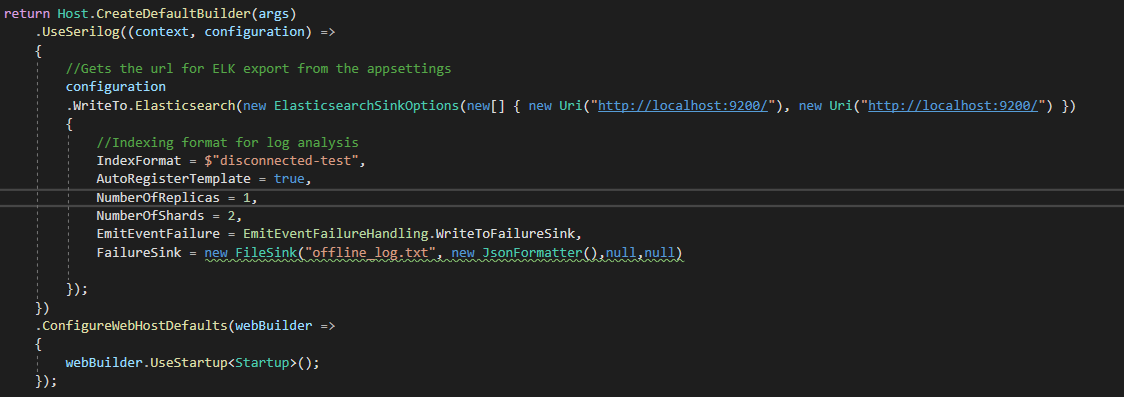 return Host.CreateDefaultBuilder(args)
.UseSerilog((context, configuration) =>
{
//Gets the url for ELK export from the appsettings
configuration
.WriteTo.Elasticsearch(new ElasticsearchSinkOptions(new[] { new Uri("http://localhost:9200/"), new Uri("http://localhost:9200/") })
{
//Indexing format for log analysis
IndexFormat = $"disconnected-test",
AutoRegisterTemplate = true,
NumberOfReplicas = 1,
NumberOfShards = 2,
EmitEventFailure = EmitEventFailureHandling.WriteToFailureSink,
FailureSink = new FileSink("offline_log.txt", new JsonFormatter(),null,null)
});
})
.ConfigureWebHostDefaults(webBuilder =>
{
webBuilder.UseStartup<Startup>();
});